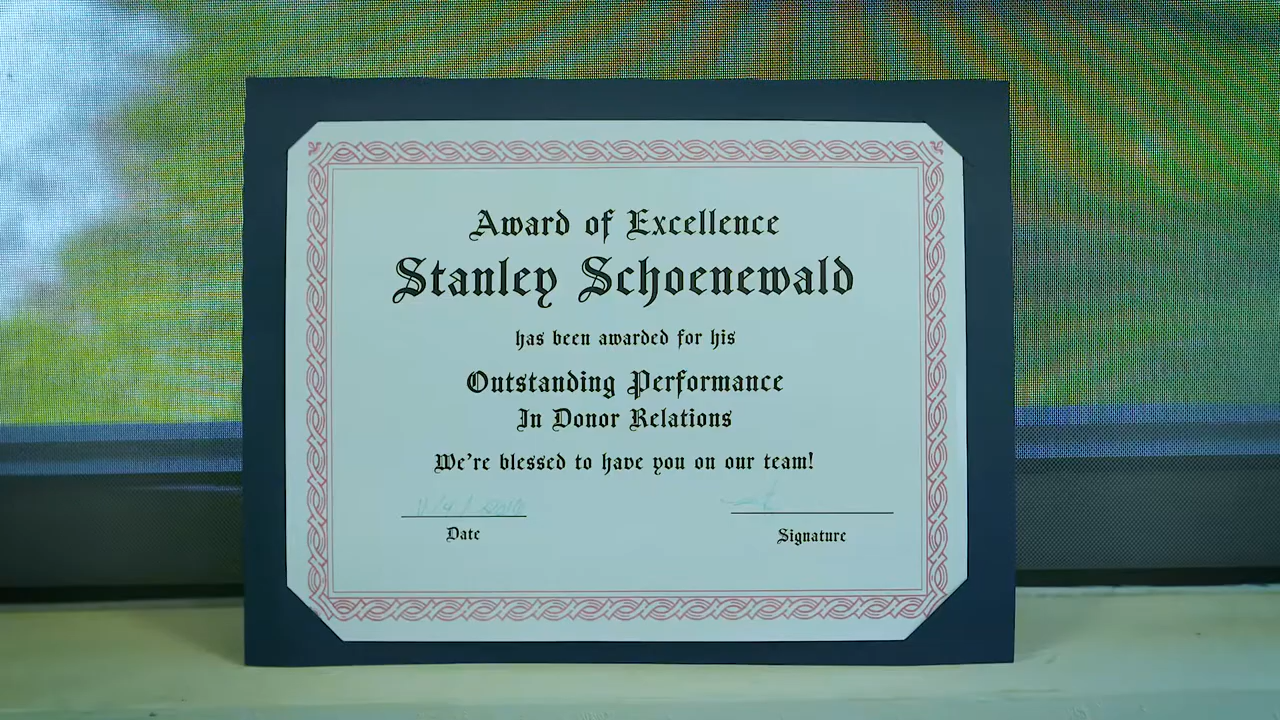 Award of Excellence
Stanley Schoenewald
has been awarded for his
Outstanding Performance
In Donor Relations
We're blessed to have you on our team!
Date
Signature